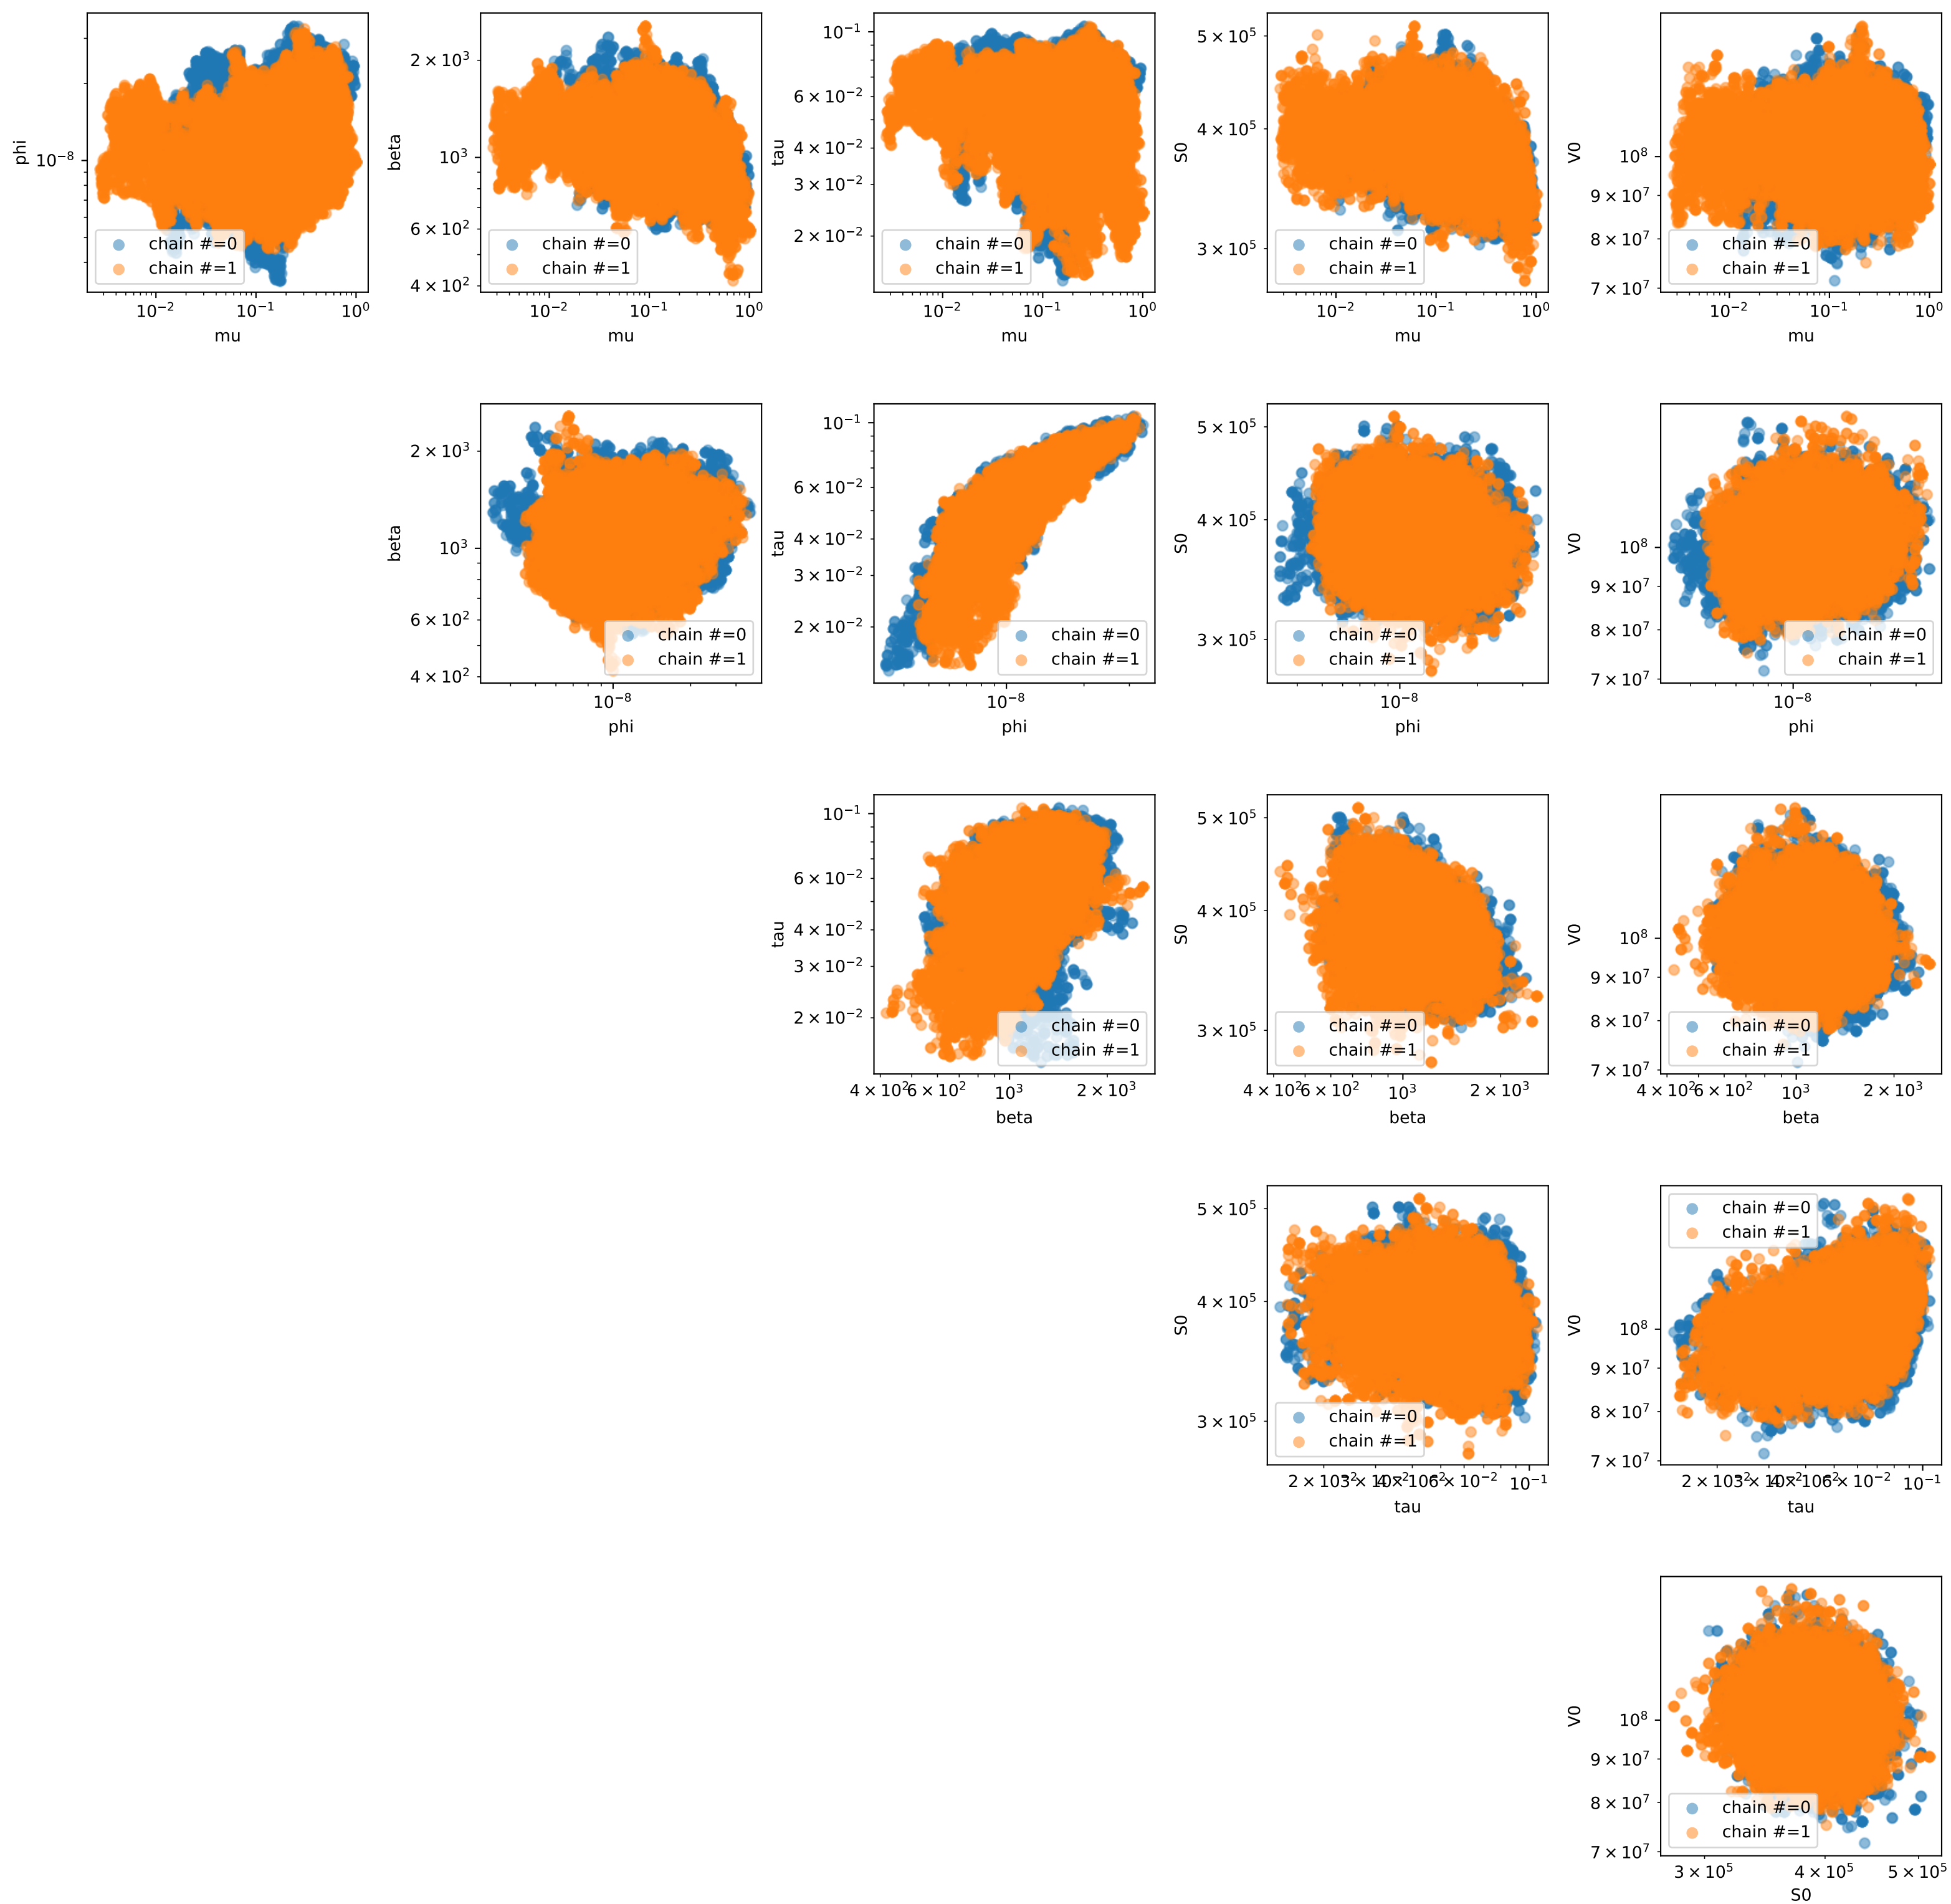 phi
10⁻⁸
10⁻² 10⁻¹ 10⁰
mu
chain #=0
chain #=1
beta
2 × 10³
10³
6 × 10²
4 × 10²
10⁻² 10⁻¹ 10⁰
mu
chain #=0
chain #=1
tau
10⁻¹
6 × 10⁻²
4 × 10⁻²
3 × 10⁻²
2 × 10⁻²
10⁻² 10⁻¹ 10⁰
mu
chain #=0
chain #=1
S0
5 × 10⁵
4 × 10⁵
3 × 10⁵
10⁻² 10⁻¹ 10⁰
mu
chain #=0
chain #=1
V0
10⁸
9 × 10⁷
8 × 10⁷
7 × 10⁷
10⁻² 10⁻¹ 10⁰
mu
chain #=0
chain #=1
beta
2 × 10³
10³
6 × 10²
4 × 10²
10⁻⁸
phi
chain #=0
chain #=1
tau
10⁻¹
6 × 10⁻²
4 × 10⁻²
3 × 10⁻²
2 × 10⁻²
10⁻⁸
phi
chain #=0
chain #=1
S0
5 × 10⁵
4 × 10⁵
3 × 10⁵
10⁻⁸
phi
chain #=0
chain #=1
V0
10⁸
9 × 10⁷
8 × 10⁷
7 × 10⁷
10⁻⁸
phi
chain #=0
chain #=1
tau
10⁻¹
6 × 10⁻²
4 × 10⁻²
3 × 10⁻²
2 × 10⁻²
4 × 10² 6 × 10² 10³ 2 × 10³
beta
chain #=0
chain #=1
S0
5 × 10⁵
4 × 10⁵
3 × 10⁵
4 × 10² 6 × 10² 10³ 2 × 10³
beta
chain #=0
chain #=1
V0
10⁸
9 × 10⁷
8 × 10⁷
7 × 10⁷
4 × 10² 6 × 10² 10³ 2 × 10³
beta
chain #=0
chain #=1
S0
5 × 10⁵
4 × 10⁵
3 × 10⁵
10⁻¹
tau
chain #=0
chain #=1
V0
10⁸
9 × 10⁷
8 × 10⁷
7 × 10⁷
10⁻¹
tau
chain #=0
chain #=1
V0
10⁸
9 × 10⁷
8 × 10⁷
7 × 10⁷
3 × 10⁵ 4 × 10⁵ 5 × 10⁵
S0
chain #=0
chain #=1